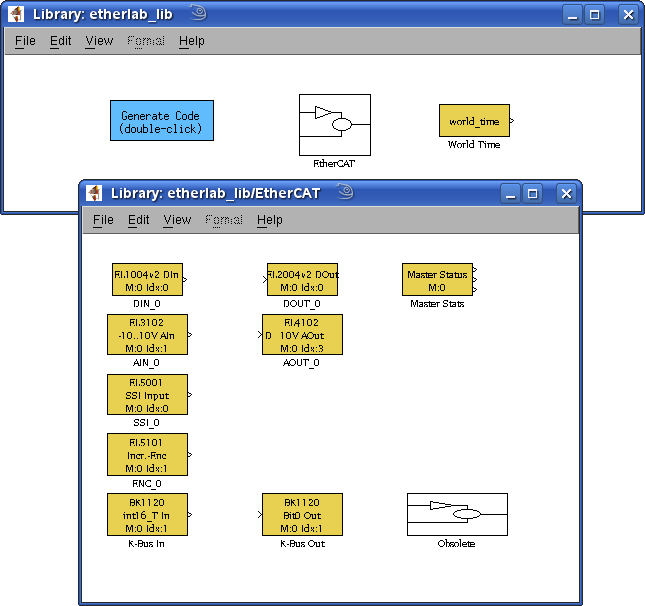 Library: etherlab_lib
File Edit View Format Help
Generate Code
(double-click)
EtherCAT
world_time
World Time
Library: etherlab_lib/EtherCAT
File Edit View Format Help
EL1004v2 DIn
M:0 Idx:0
DIN_0
EL2004v2 DOut
M:0 Idx:0
DOUT_0
Master Status
M:0
Master Stats
EL3102
-10..10V AIn
M:0 Idx:1
AIN_0
EL4102
D 10V AOut
M:0 Idx:3
AOUT_0
EL5001
SSI Input
M:0 Idx:0
SSI_0
EL5101
Incr.-Enc
M:0 Idx:1
ENC_0
BK1120
int16_T In
M:0 Idx:1
K-Bus In
BK1120
Bit0 Out
M:0 Idx:1
K-Bus Out
Obsolete